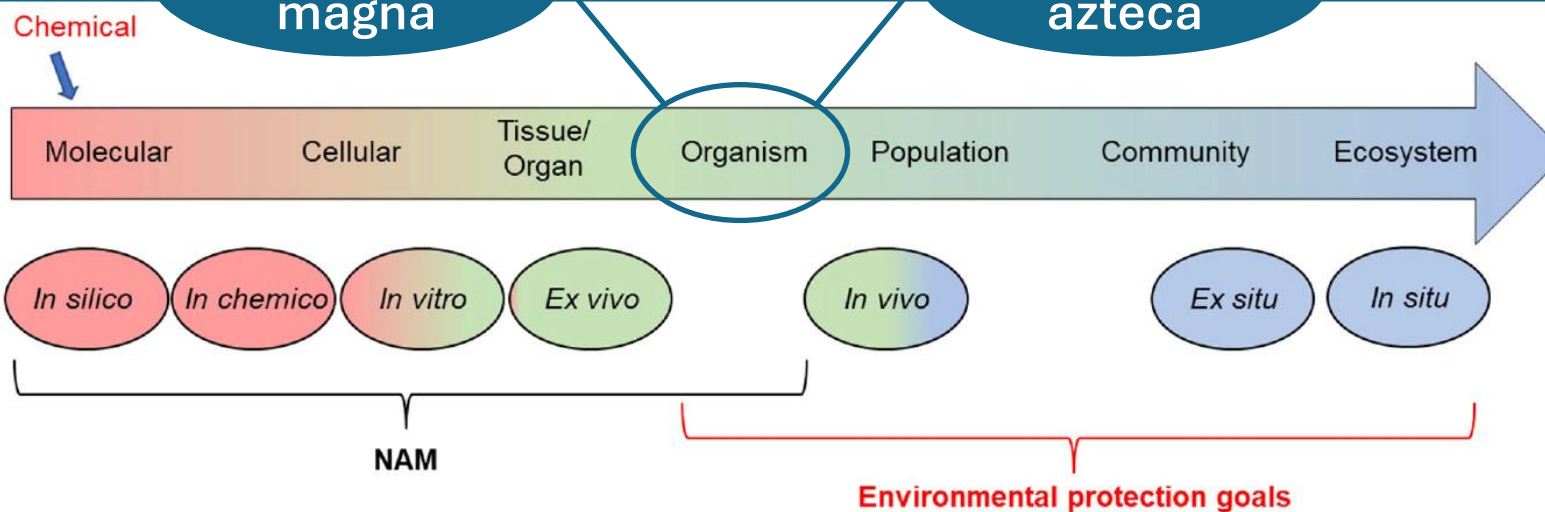 magna
azteca
Chemical
Molecular
Cellular
Tissue/
Organ
Organism
Population
Community
Ecosystem
In silico
In chemico
In vitro
Ex vivo
In vivo
Ex situ
In situ
NAM
Environmental protection goals